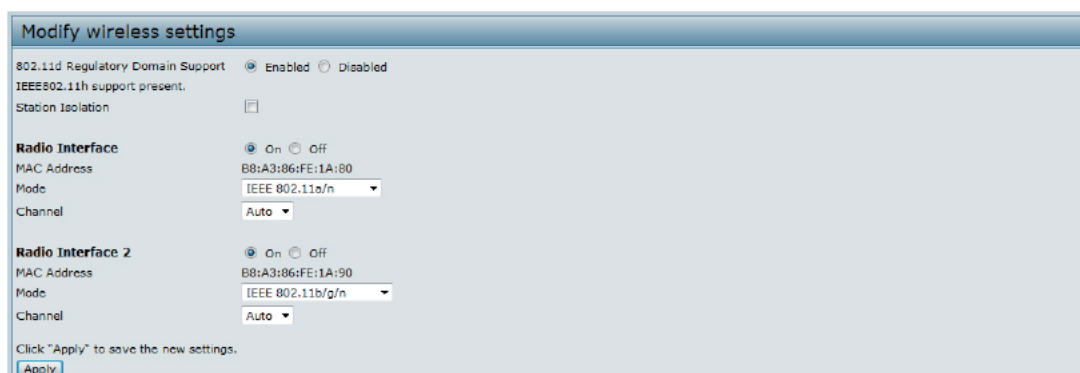 Modify wireless settings
802.11d Regulatory Domain Support Enabled Disabled
IEEE802.11h support present.
Station Isolation
Radio Interface On Off
MAC Address B8:A3:86:FE:1A:80
Mode IEEE 802.11a/n
Channel Auto
Radio Interface 2 On Off
MAC Address B8:A3:86:FE:1A:90
Mode IEEE 802.11b/g/n
Channel Auto
Click "Apply" to save the new settings.
Apply